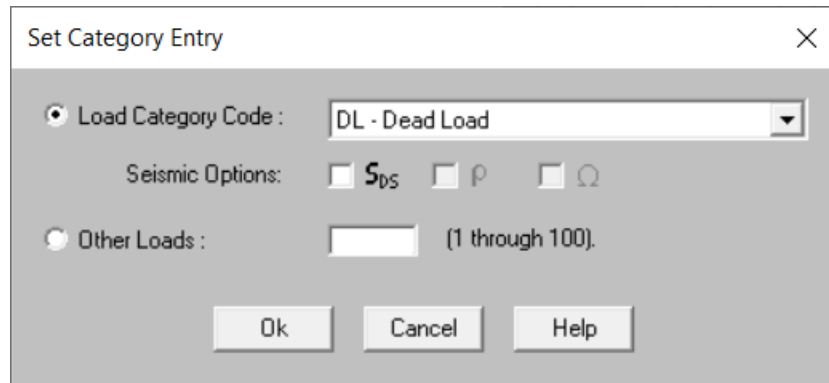 Set Category Entry
Load Category Code : DL - Dead Load
Seismic Options: SDS ρ Ω
Other Loads : (1 through 100).
Ok Cancel Help